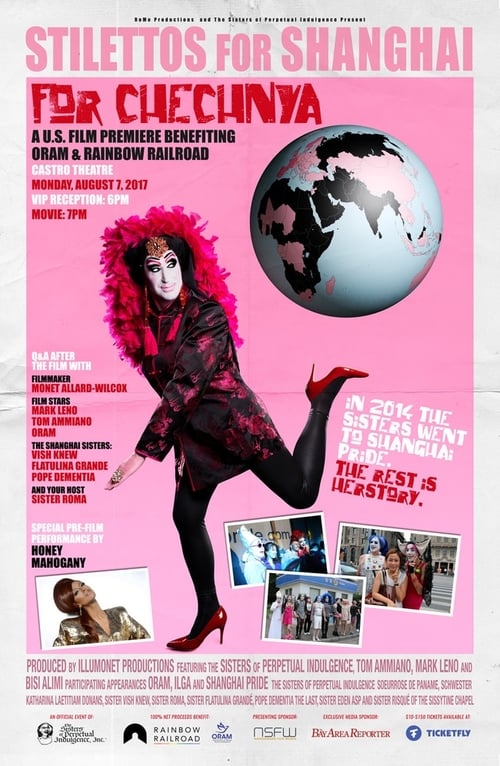 RoMo Productions and The Sisters of Perpetual Indulgence Present
STILETTOS FOR SHANGHAI
FOR CHECHNYA
A U.S. FILM PREMIERE BENEFITING
ORAM & RAINBOW RAILROAD
CASTRO THEATRE
MONDAY, AUGUST 7, 2017
VIP RECEPTION: 6PM
MOVIE: 7PM
Q&A AFTER
THE FILM WITH
FILMMAKER
MONET ALLARD-WILCOX
FILM STARS
MARK LENO
TOM AMMIANO
ORAM
THE SHANGHAI SISTERS:
VISH KNEW
FLATULINA GRANDE
POPE DEMENTIA
AND YOUR HOST
SISTER ROMA
SPECIAL PRE-FILM
PERFORMANCE BY
HONEY
MAHOGANY
IN 2014 THE
SISTERS WENT
TO SHANGHAI
PRIDE.
THE REST IS
HERSTORY.
PRODUCED BY ILLUMONET PRODUCTIONS FEATURING THE SISTERS OF PERPETUAL INDULGENCE, TOM AMMIANO, MARK LENO AND
BISI ALIMI PARTICIPATING APPEARANCES ORAM, ILGA AND SHANGHAI PRIDE THE SISTERS OF PERPETUAL INDULGENCE SOEURROSE DE PANAME, SCHWESTER
KATHARINA LAETITIAM DONANS, SISTER VISH KNEW, SISTER ROMA, SISTER FLATULINA GRANDÉ, POPE DEMENTIA THE LAST, SISTER EDEN ASP AND SISTER RISQUÉ OF THE SISSYTINE CHAPEL
AN OFFICIAL EVENT OF:
The Sisters of Perpetual Indulgence, Inc.
100% NET PROCEEDS BENEFIT:
RAINBOW
RAILROAD
ORAM
PRESENTING SPONSOR:
NSFW
EXCLUSIVE MEDIA SPONSOR:
BAY AREA REPORTER
$10-$150 TICKETS AVAILABLE AT:
TICKETFLY